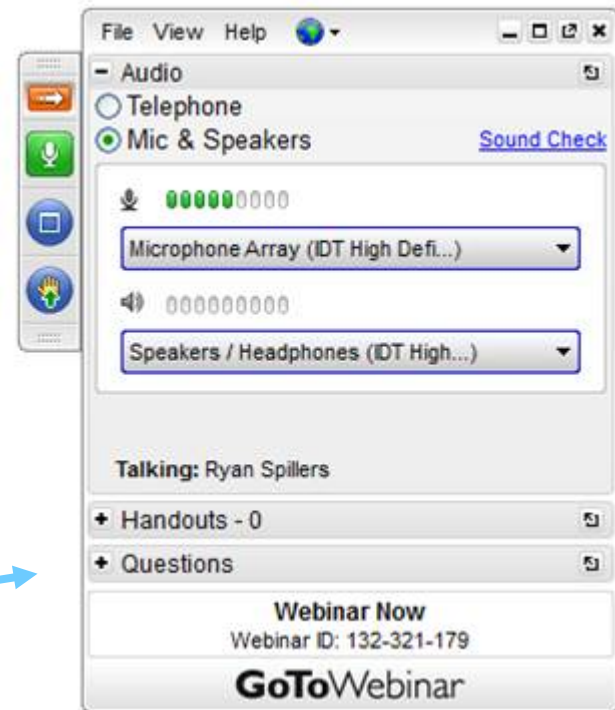 File View Help
- Audio
Telephone
Mic & Speakers Sound Check
Microphone Array (IDT High Defi...)
Speakers / Headphones (IDT High...)
Talking: Ryan Spillers
+ Handouts - 0
+ Questions
Webinar Now
Webinar ID: 132-321-179
GoToWebinar